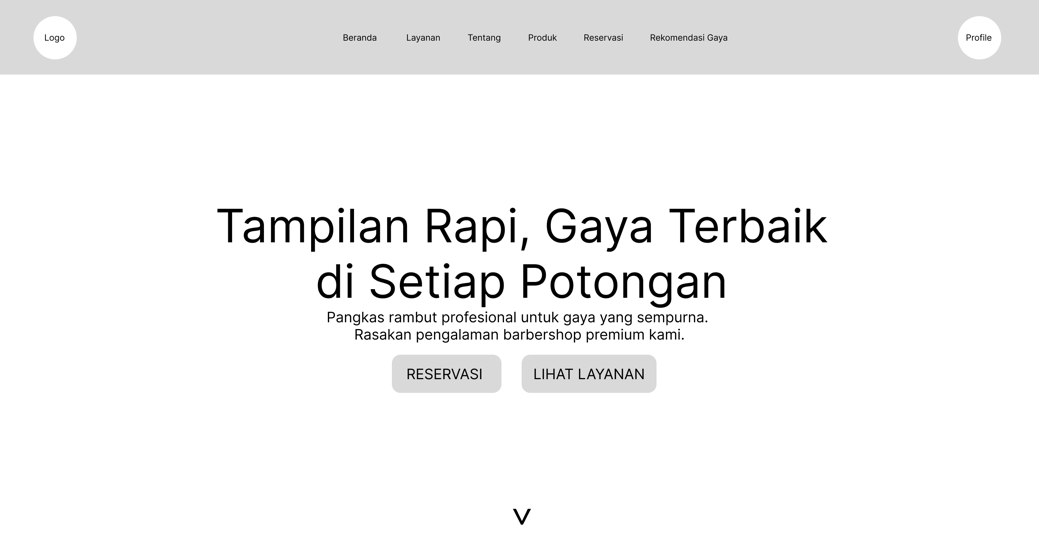 Logo
Beranda Layanan Tentang Produk Reservasi Rekomendasi Gaya
Profile
Tampilan Rapi, Gaya Terbaik
di Setiap Potongan
Pangkas rambut profesional untuk gaya yang sempurna.
Rasakan pengalaman barbershop premium kami.
RESERVASI
LIHAT LAYANAN
V